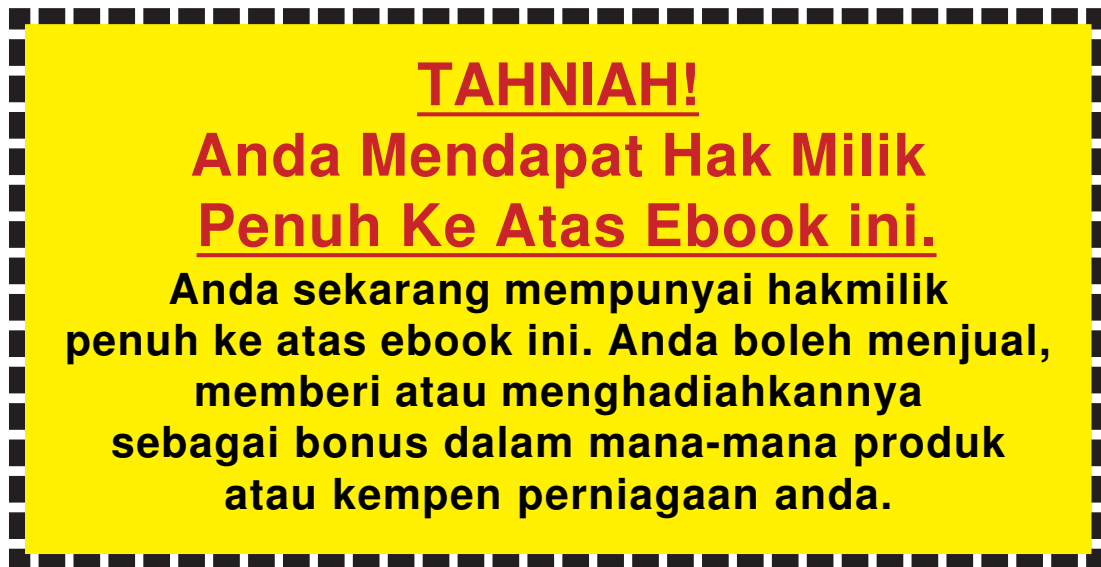 TAHNIAH!
Anda Mendapat Hak Milik
Penuh Ke Atas Ebook ini.
Anda sekarang mempunyai hakmilik
penuh ke atas ebook ini. Anda boleh menjual,
memberi atau menghadiahkannya
sebagai bonus dalam mana-mana produk
atau kempen perniagaan anda.